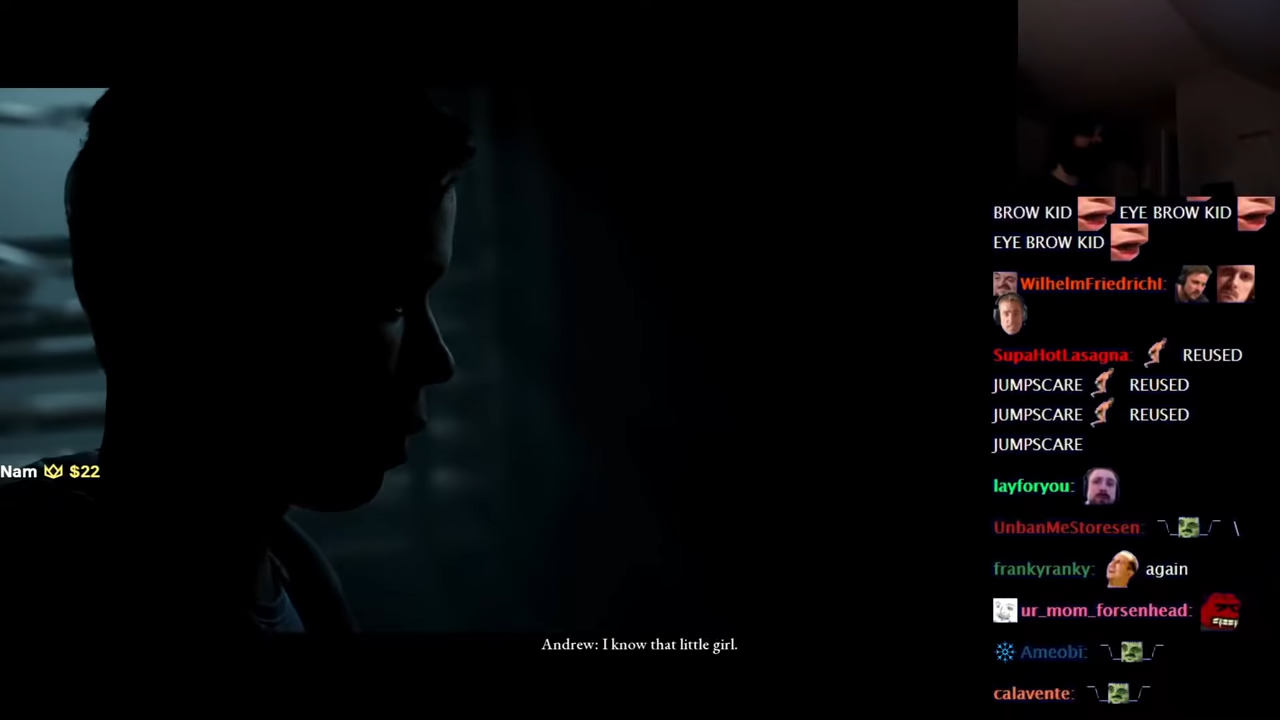 BROW KID EYE BROW KID
EYE BROW KID
WilhelmFriedrichI:
SupaHotLasagna: REUSED
JUMPSCARE REUSED
JUMPSCARE REUSED
JUMPSCARE
layforyou:
Nam $22
UnbanMeStoresen: ¯\_ _/¯ \
frankyranky: again
ur_mom_forsenhead:
Ameobi: ¯\_ _/¯
calavente: ¯\_ _/¯
Andrew: I know that little girl.